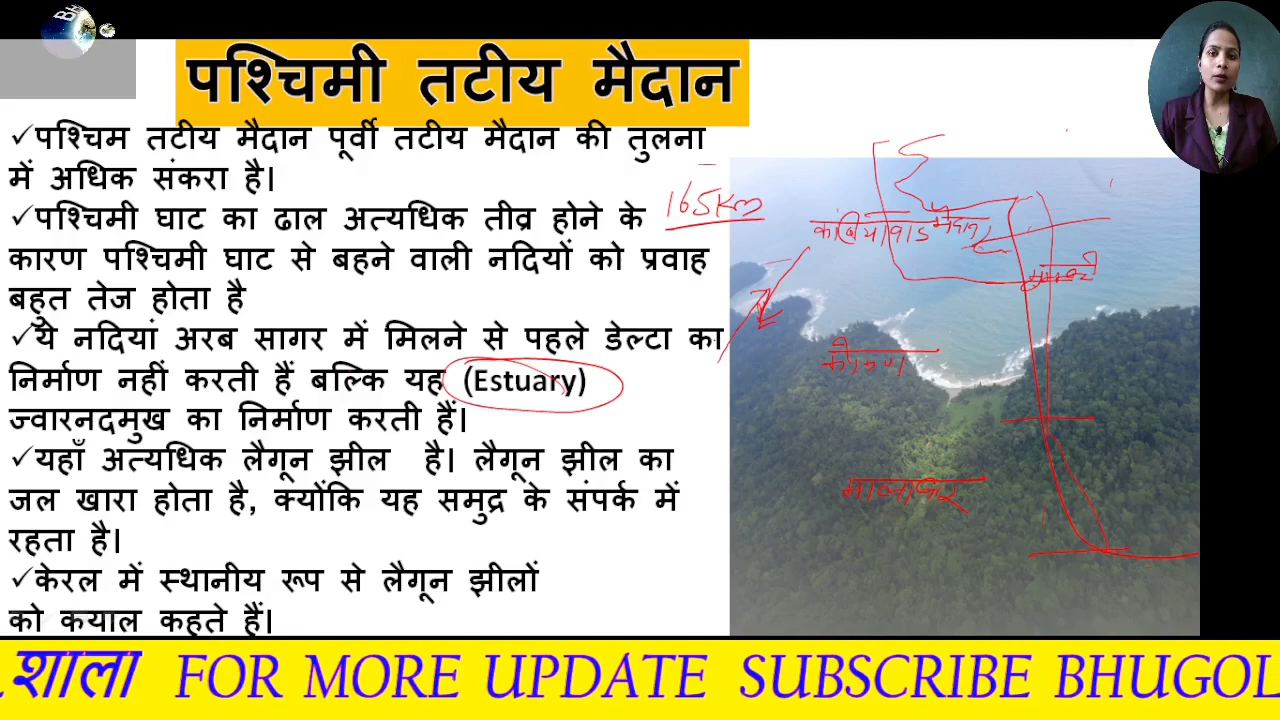 पश्चिमी तटीय मैदान
✓पश्चिम तटीय मैदान पूर्वी तटीय मैदान की तुलना
में अधिक संकरा है।
165Km
✓पश्चिमी घाट का ढाल अत्यधिक तीव्र होने के
कारण पश्चिमी घाट से बहने वाली नदियों को प्रवाह
बहुत तेज होता है
✓ये नदियां अरब सागर में मिलने से पहले डेल्टा का
निर्माण नहीं करती हैं बल्कि यह (Estuary)
ज्वारनदमुख का निर्माण करती हैं।
✓यहाँ अत्यधिक लैगून झील है। लैगून झील का
जल खारा होता है, क्योंकि यह समुद्र के संपर्क में
रहता है।
✓केरल में स्थानीय रूप से लैगून झीलों
को कयाल कहते हैं।
मैदान
कोंकण
शाला FOR MORE UPDATE SUBSCRIBE BHUGOL